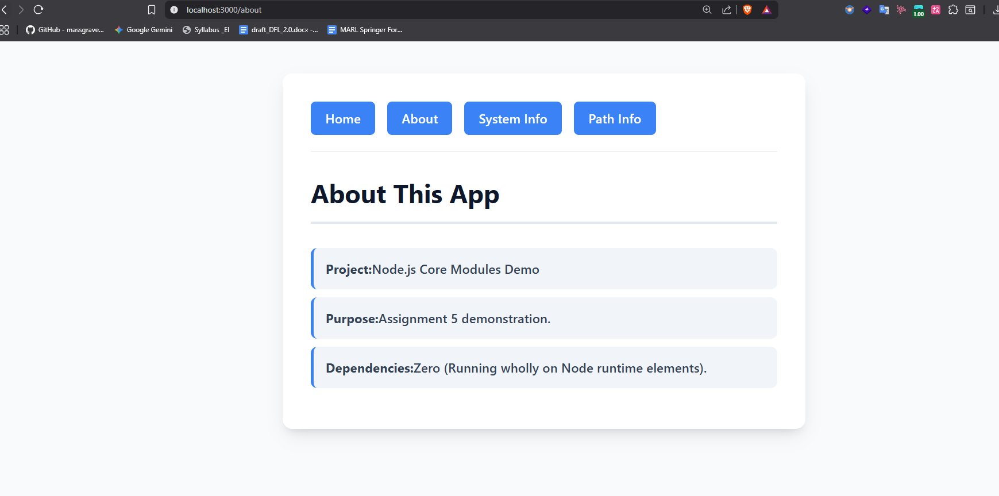 localhost:3000/about
1.00
GitHub - massgrave...
Google Gemini
Syllabus _EI
draft_DFL_2.0.docx -...
MARL Springer For...
Home
About
System Info
Path Info
About This App
Project:Node.js Core Modules Demo
Purpose:Assignment 5 demonstration.
Dependencies:Zero (Running wholly on Node runtime elements).